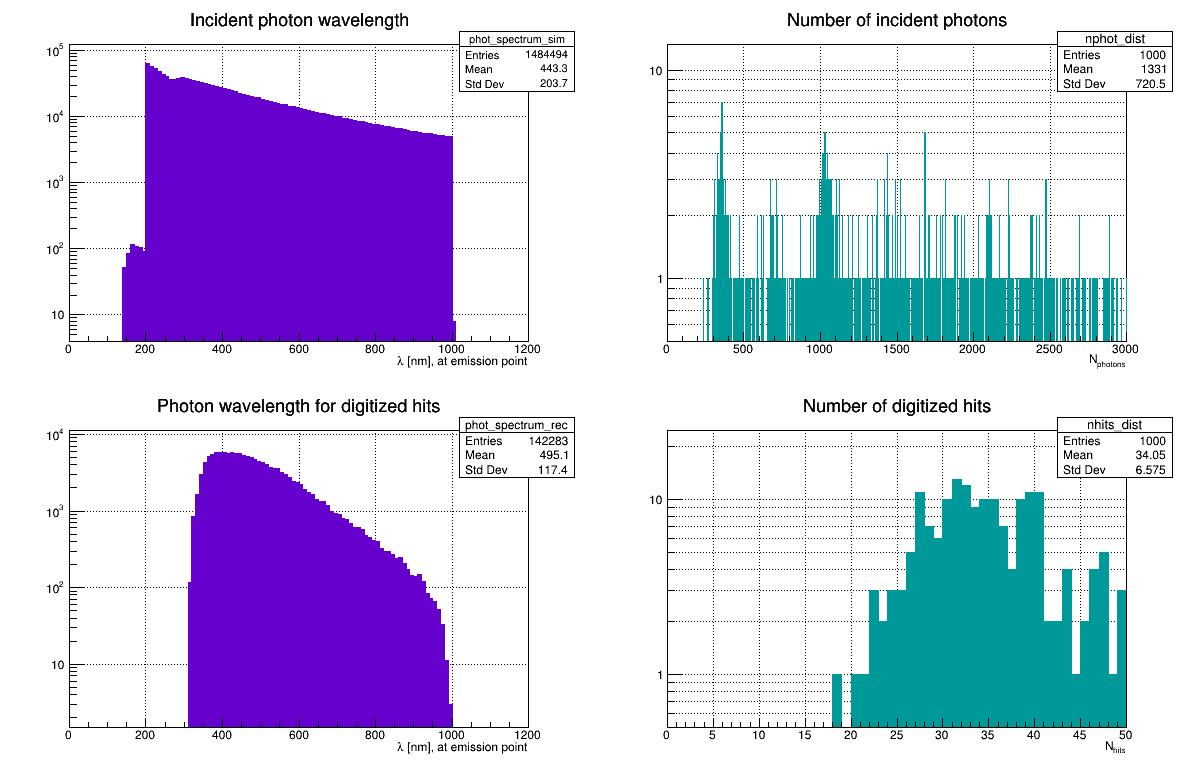 Incident photon wavelength
phot_spectrum_sim
Entries 1484494
Mean 443.3
Std Dev 203.7
10^5
10^4
10^3
10^2
10
0 200 400 600 800 1000 1200
λ [nm], at emission point
Number of incident photons
nphot_dist
Entries 1000
Mean 1331
Std Dev 720.5
10
1
0 500 1000 1500 2000 2500 3000
N_photons
Photon wavelength for digitized hits
phot_spectrum_rec
Entries 142283
Mean 495.1
Std Dev 117.4
10^4
10^3
10^2
10
0 200 400 600 800 1000 1200
λ [nm], at emission point
Number of digitized hits
nhits_dist
Entries 1000
Mean 34.05
Std Dev 6.575
10
1
0 5 10 15 20 25 30 35 40 45 50
N_hits